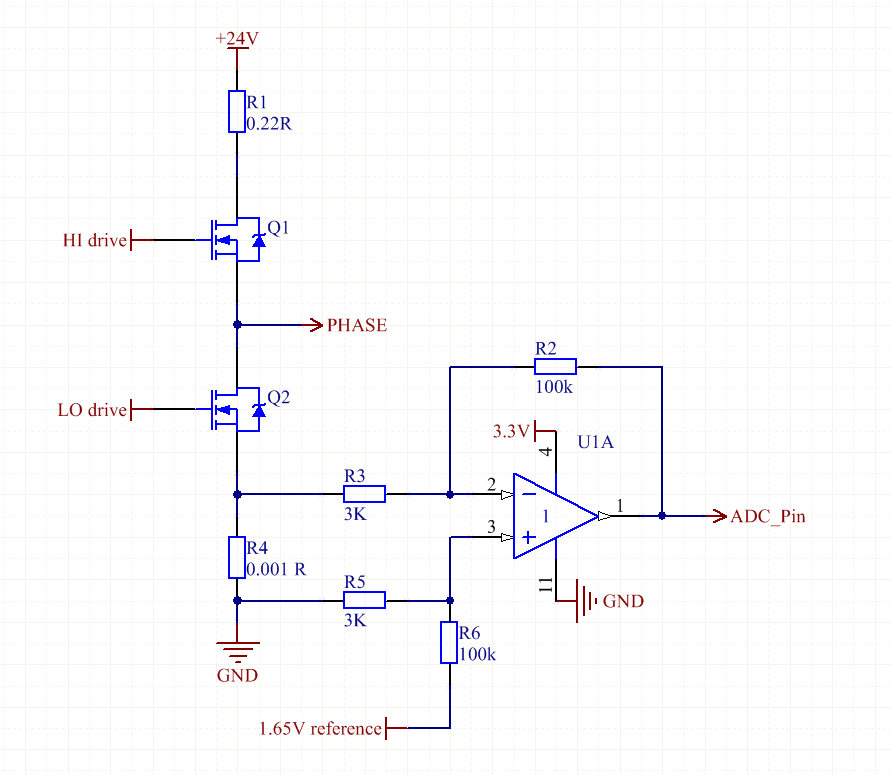 +24V
R1
0.22R
HI drive
Q1
PHASE
R2
100k
LO drive
Q2
3.3V
4
U1A
R3
3K
2
1
1
ADC_Pin
3
R4
0.001 R
R5
3K
11
GND
R6
100k
GND
1.65V reference